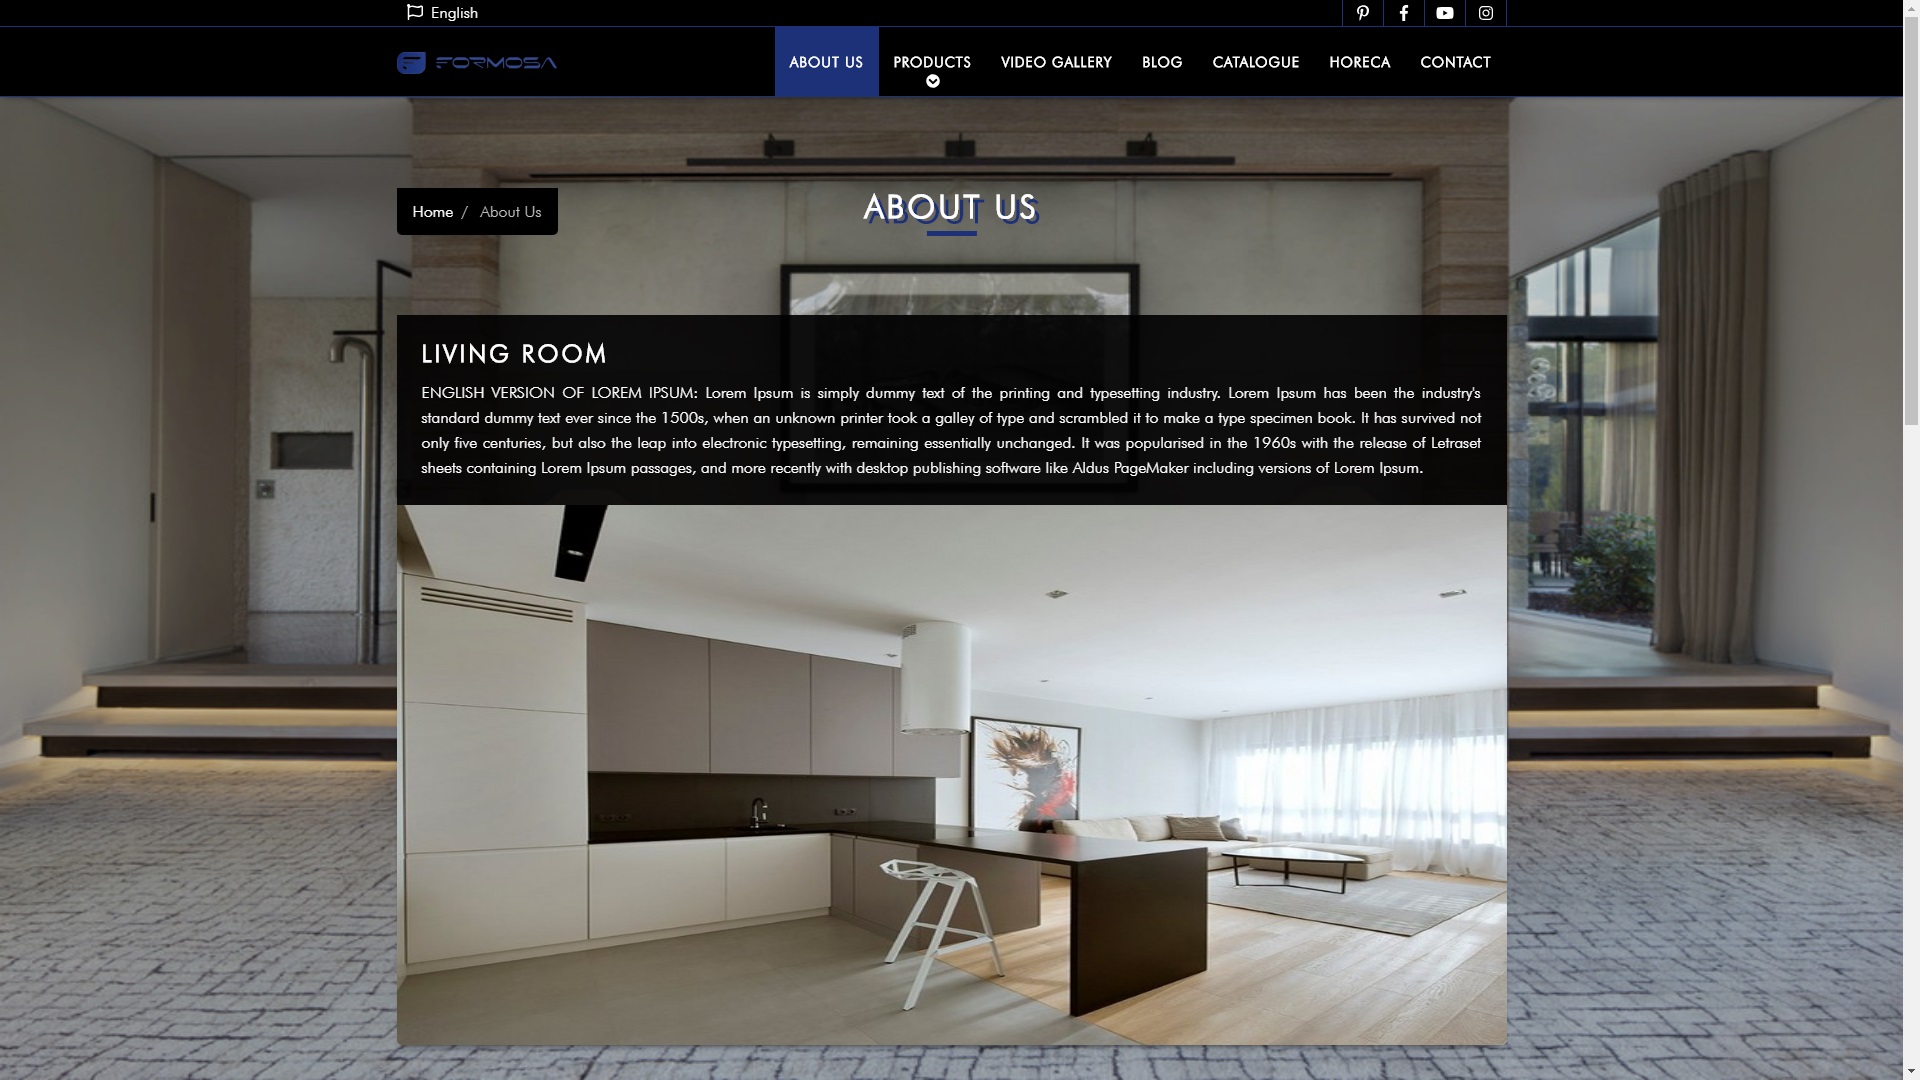 English
FORMOSA
ABOUT US
PRODUCTS
VIDEO GALLERY
BLOG
CATALOGUE
HORECA
CONTACT
Home / About Us
ABOUT US
LIVING ROOM
ENGLISH VERSION OF LOREM IPSUM: Lorem Ipsum is simply dummy text of the printing and typesetting industry. Lorem Ipsum has been the industry's
standard dummy text ever since the 1500s, when an unknown printer took a galley of type and scrambled it to make a type specimen book. It has survived not
only five centuries, but also the leap into electronic typesetting, remaining essentially unchanged. It was popularised in the 1960s with the release of Letraset
sheets containing Lorem Ipsum passages, and more recently with desktop publishing software like Aldus PageMaker including versions of Lorem Ipsum.